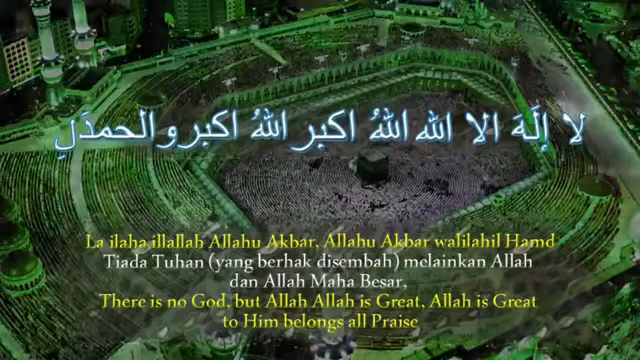 لا إلَهَ الا الله اللهُ اكبر اللهُ اكبرو الحمدَلِ
La ilaha illallah Allahu Akbar, Allahu Akbar walilahil Hamd
Tiada Tuhan (yang berhak disembah) melainkan Allah
dan Allah Maha Besar,
There is no God, but Allah Allah is Great, Allah is Great
to Him belongs all Praise